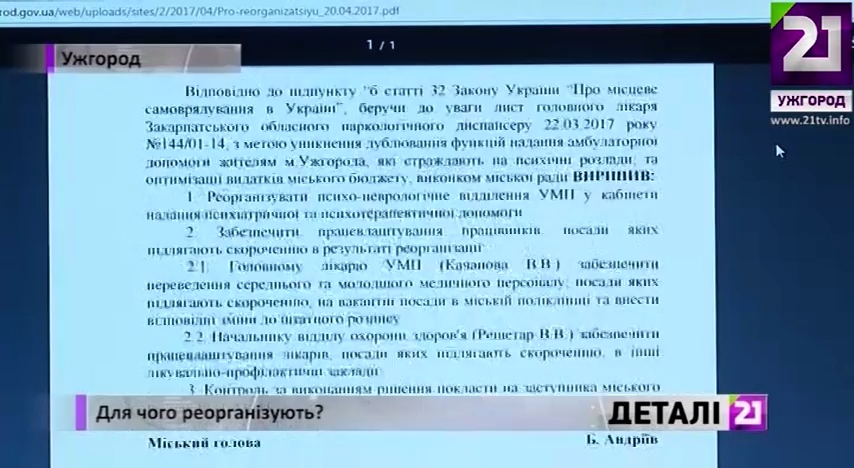 rod.gov.ua/web/uploads/sites/2/2017/04/Pro-reorganizatsiyu_20.04.2017.pdf
1 / 1
21
УЖГОРОД
www.21tv.info
Ужгород
Відповідно до підпункту "б статті 32 Закону України "Про місцеве
самоврялування в Україні", беручи до уваги лист головного лікаря
Закарпатського обласного наркологічного диспансеру 22.03.2017 року
№144/01-14, з метою уникнення дублювання функцій надання амбулаторної
допомоги жителям м.Ужгорода, які страждають на психічні розлади, та
оптимізації видатків міського бюджету, виконком міської ради ВИРІШИВ:
1. Реорганізувати психо-неврологічне відділення УМП у кабінети
надання психіатричної та психотерапевтичної допомоги
2. Забезпечити працевлаштування працівників, посади яких
підлягають скороченню в результаті реорганізації:
2.1. Головному лікарю УМП (Качанова В.В.) забезпечити
переведення середнього та молодшого медичного персоналу, посади яких
підлягають скороченню, на вакантні посади в міській поліклініці та внести
відповідні зміни до штатного розпису
2.2. Начальнику відділу охорони здоров'я (Решетар В.В.) забезпечити
працевлаштування лікарів, посади яких підлягають скороченню, в інші
лікувально-профілактичні заклади.
3. Контроль за виконанням рішення покласти на заступника міського
Для чого реорганізують?
ДЕТАЛІ 21
Міський голова Б. Андріїв